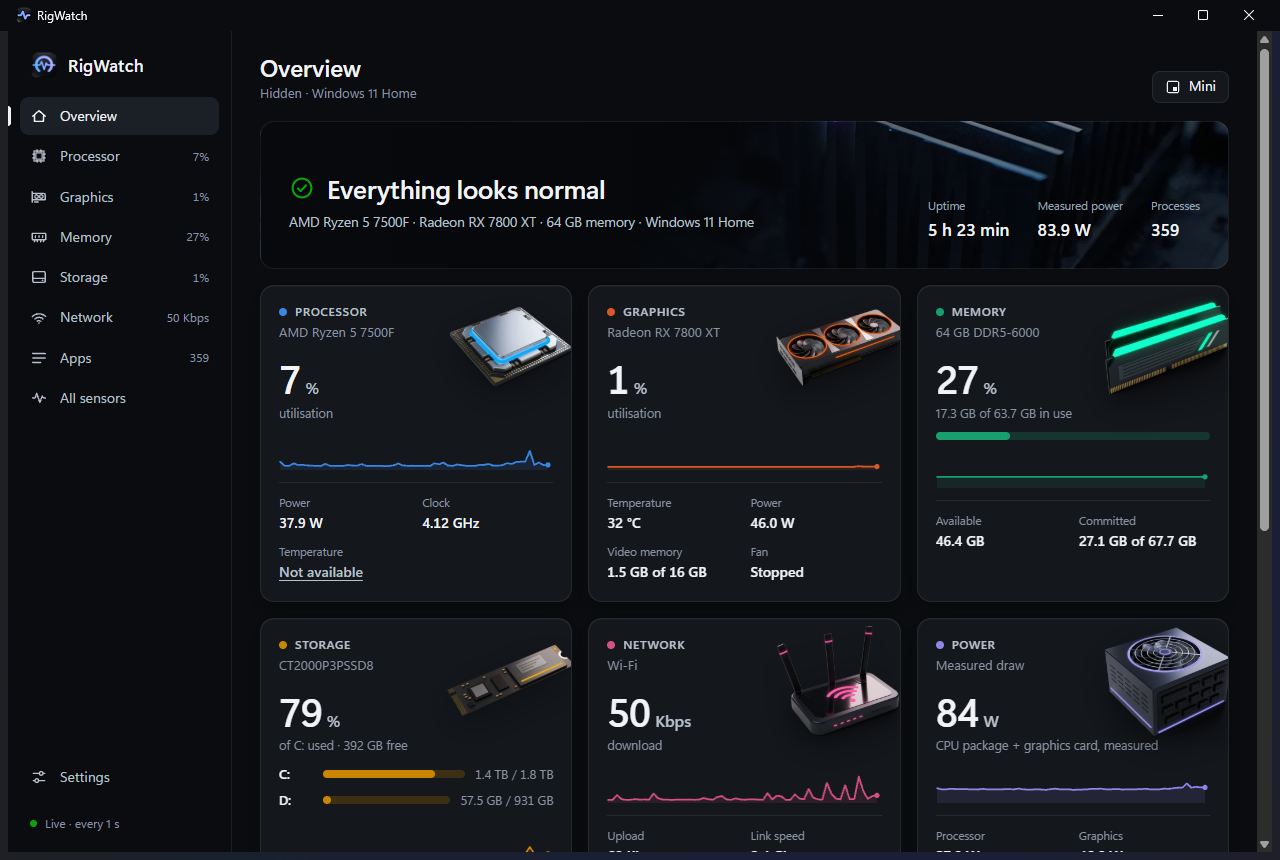 RigWatch
RigWatch
Overview
Processor 7%
Graphics 1%
Memory 27%
Storage 1%
Network 50 Kbps
Apps 359
All sensors
Settings
Live · every 1 s
Overview
Hidden · Windows 11 Home
Mini
Everything looks normal
AMD Ryzen 5 7500F · Radeon RX 7800 XT · 64 GB memory · Windows 11 Home
Uptime Measured power Processes
5 h 23 min 83.9 W 359
PROCESSOR
AMD Ryzen 5 7500F
7 %
utilisation
Power Clock
37.9 W 4.12 GHz
Temperature
Not available
GRAPHICS
Radeon RX 7800 XT
1 %
utilisation
Temperature Power
32 °C 46.0 W
Video memory Fan
1.5 GB of 16 GB Stopped
MEMORY
64 GB DDR5-6000
27 %
17.3 GB of 63.7 GB in use
Available Committed
46.4 GB 27.1 GB of 67.7 GB
STORAGE
CT2000P3PSSD8
79 %
of C: used · 392 GB free
C: 1.4 TB / 1.8 TB
D: 57.5 GB / 931 GB
NETWORK
Wi-Fi
50 Kbps
download
Upload Link speed
POWER
Measured draw
84 W
CPU package + graphics card, measured
Processor Graphics